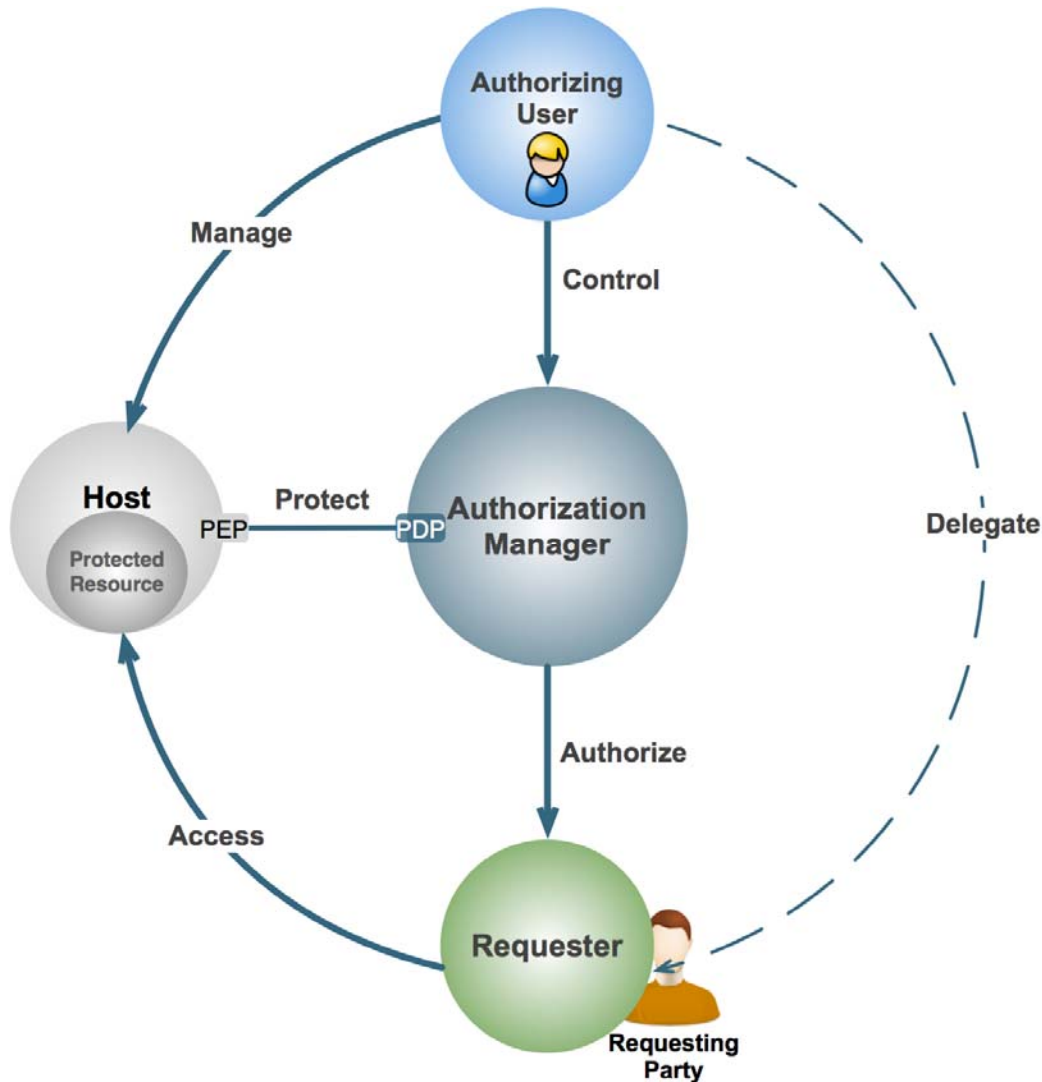 Authorizing
User
Manage
Control
Host
Protected
Resource
PEP
Protect
PDP
Authorization
Manager
Delegate
Authorize
Access
Requester
Requesting
Party